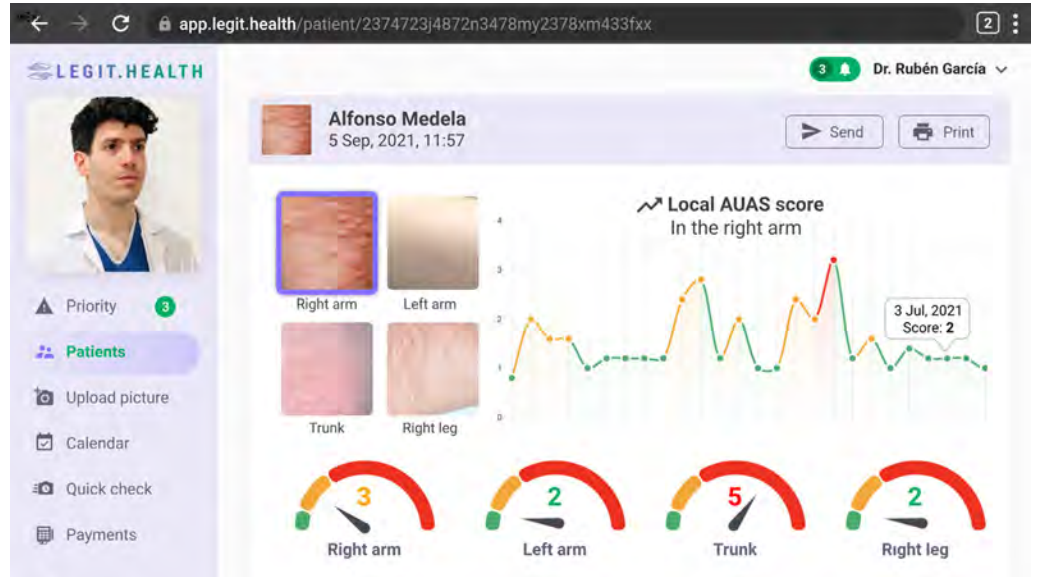 app.legit.health/patient/2374723j4872n3478my2378xm433fxx
2
LEGIT.HEALTH
3
Dr. Rubén García
Alfonso Medela
5 Sep, 2021, 11:57
Send
Print
Priority
3
Patients
Upload picture
Calendar
Quick check
Payments
Right arm
Left arm
Trunk
Right leg
Local AUAS score
In the right arm
4
3
2
1
0
3 Jul, 2021
Score: 2
3
Right arm
2
Left arm
5
Trunk
2
Right leg